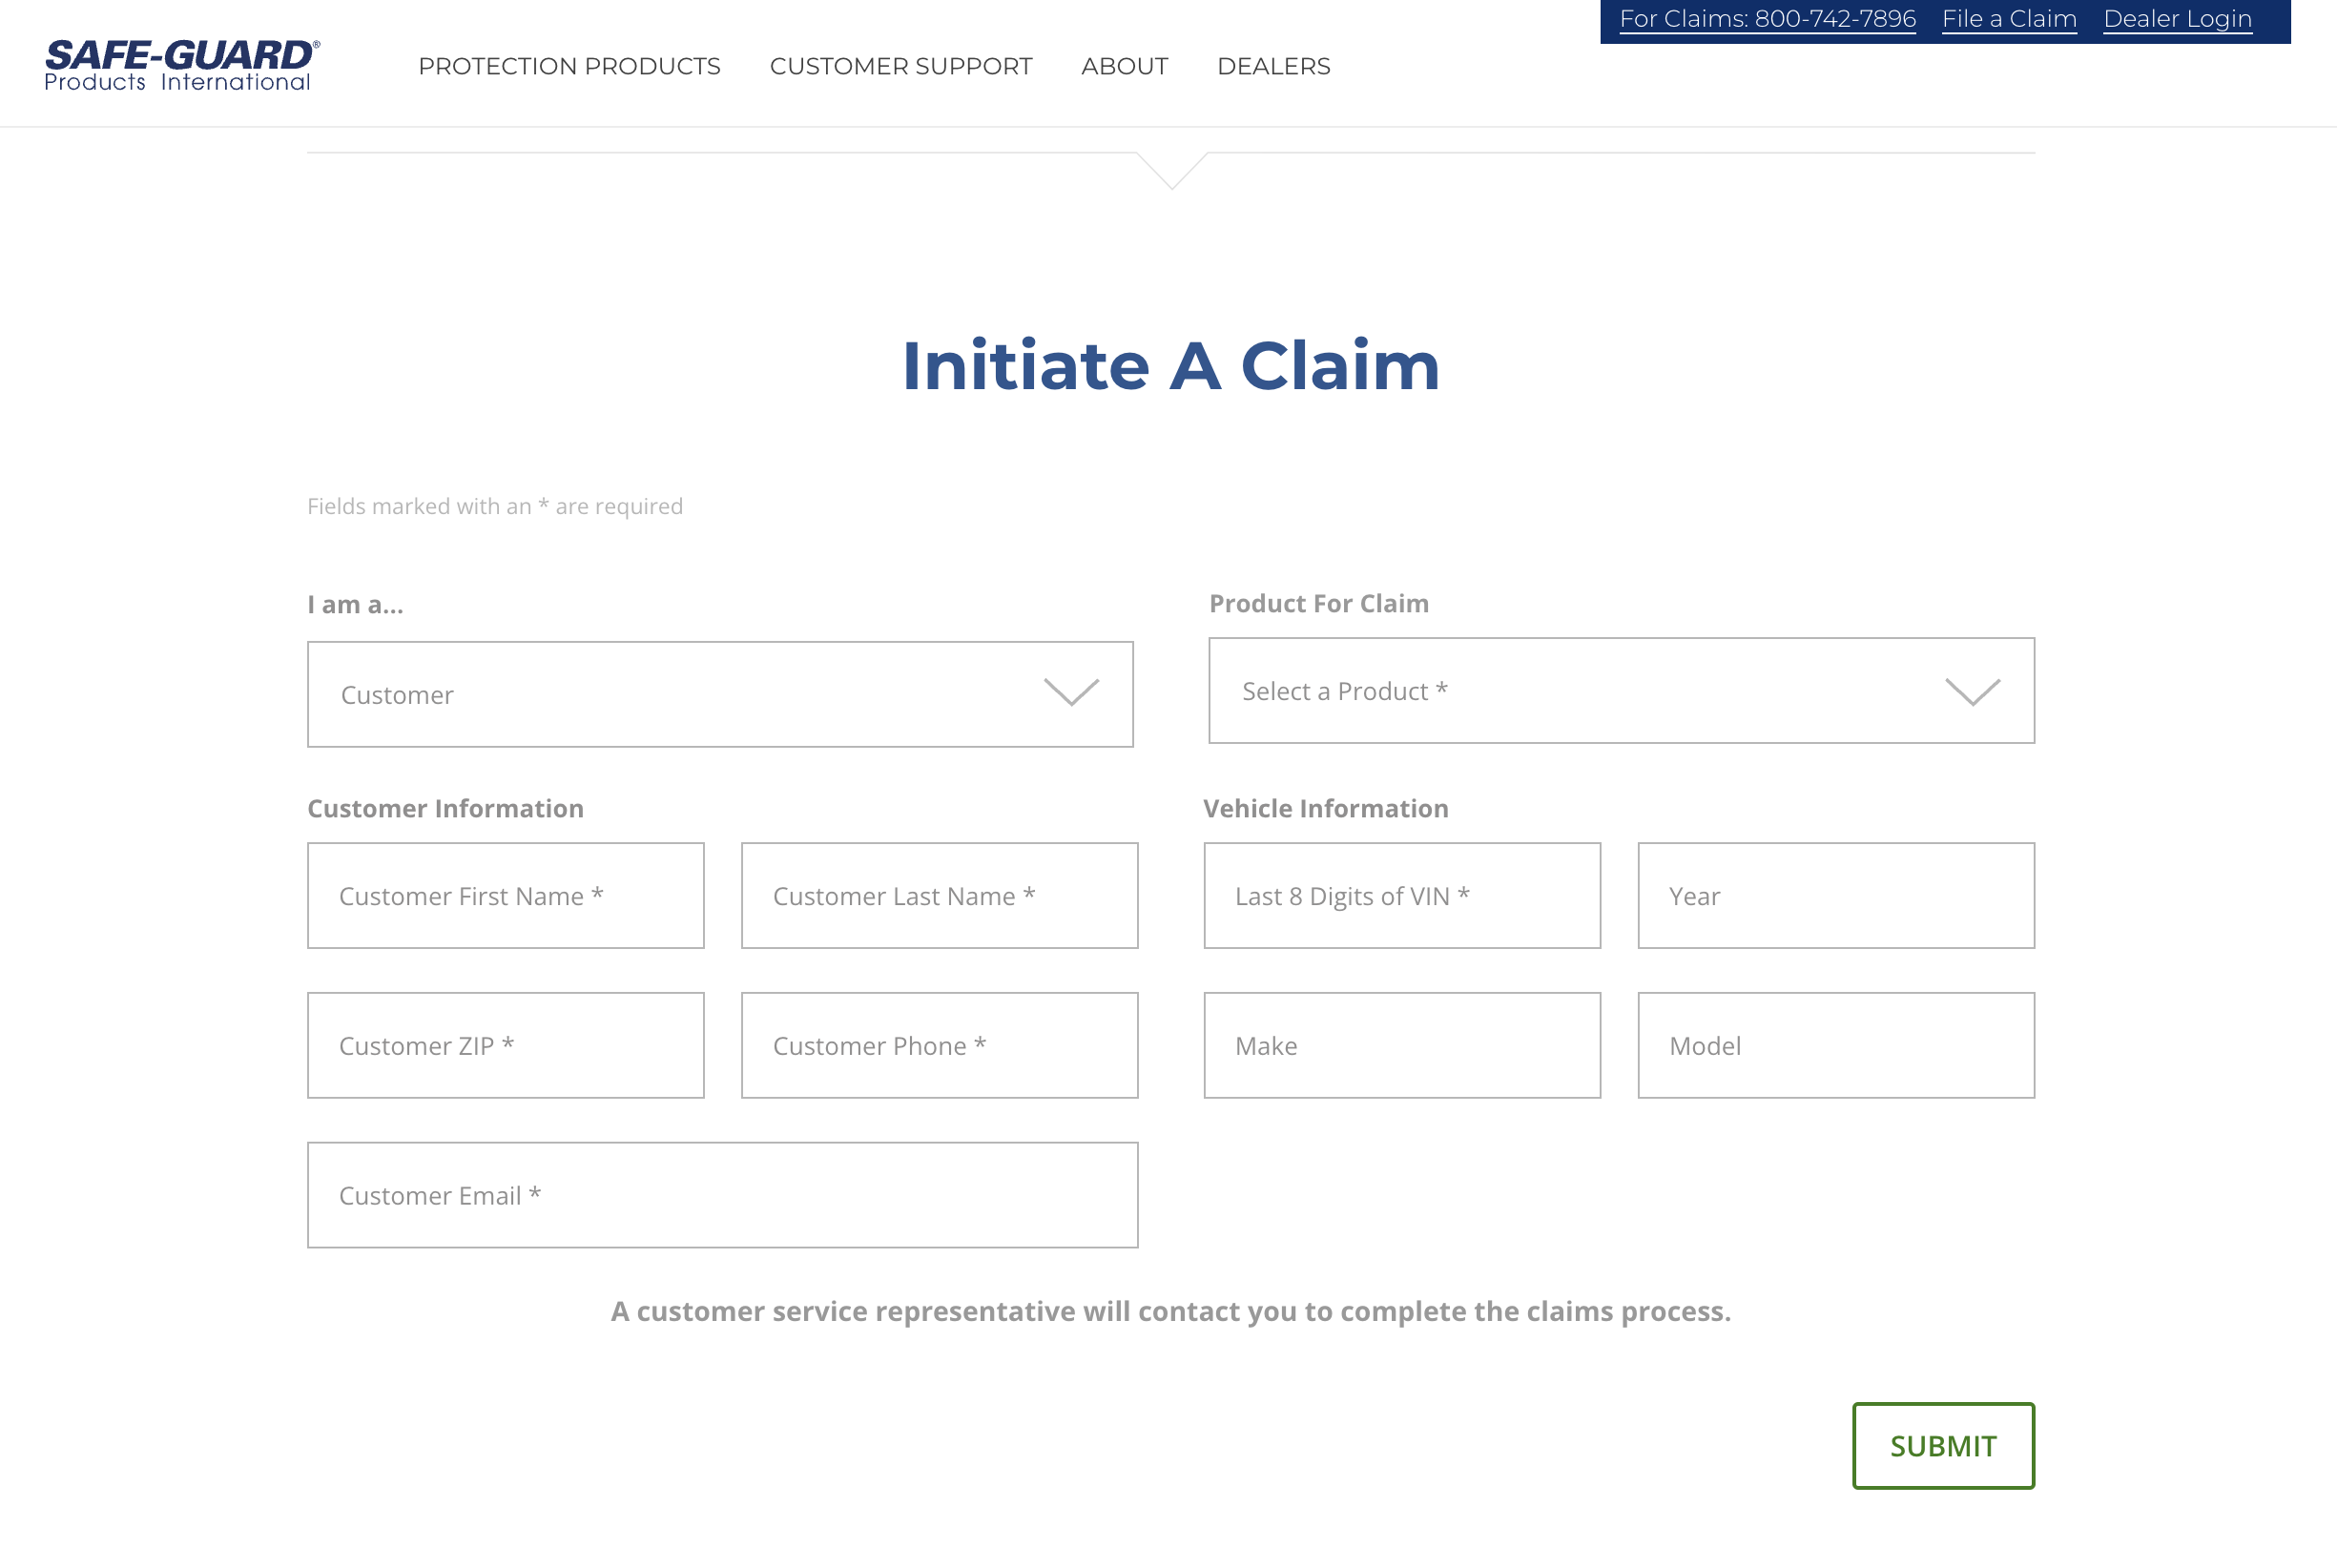 For Claims: 800-742-7896 File a Claim Dealer Login
SAFE-GUARD®
Products International
PROTECTION PRODUCTS CUSTOMER SUPPORT ABOUT DEALERS
Initiate A Claim
Fields marked with an * are required
I am a...
Product For Claim
Customer
Select a Product *
Customer Information
Vehicle Information
Customer First Name *
Customer Last Name *
Last 8 Digits of VIN *
Year
Customer ZIP *
Customer Phone *
Make
Model
Customer Email *
A customer service representative will contact you to complete the claims process.
SUBMIT